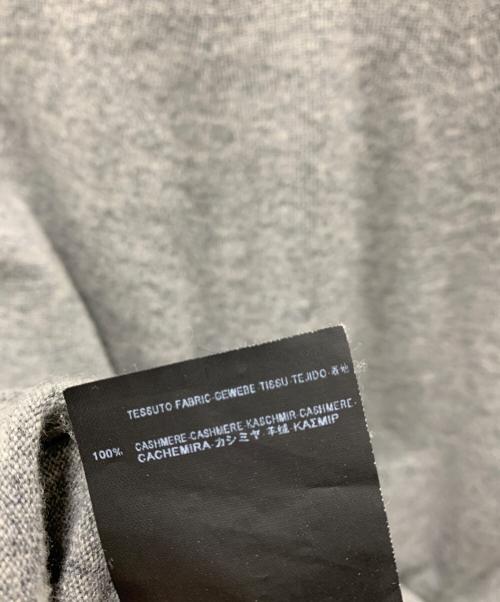 TESSUTO FABRIC-GEWEBE TISSU-TEJIDO-着地
100% CASHMERE-CASHMERE-KASCHMIR-CASHMERE-
CACHEMIRA-カシミヤ-羊绒-ΚΑΣΜΙΡ